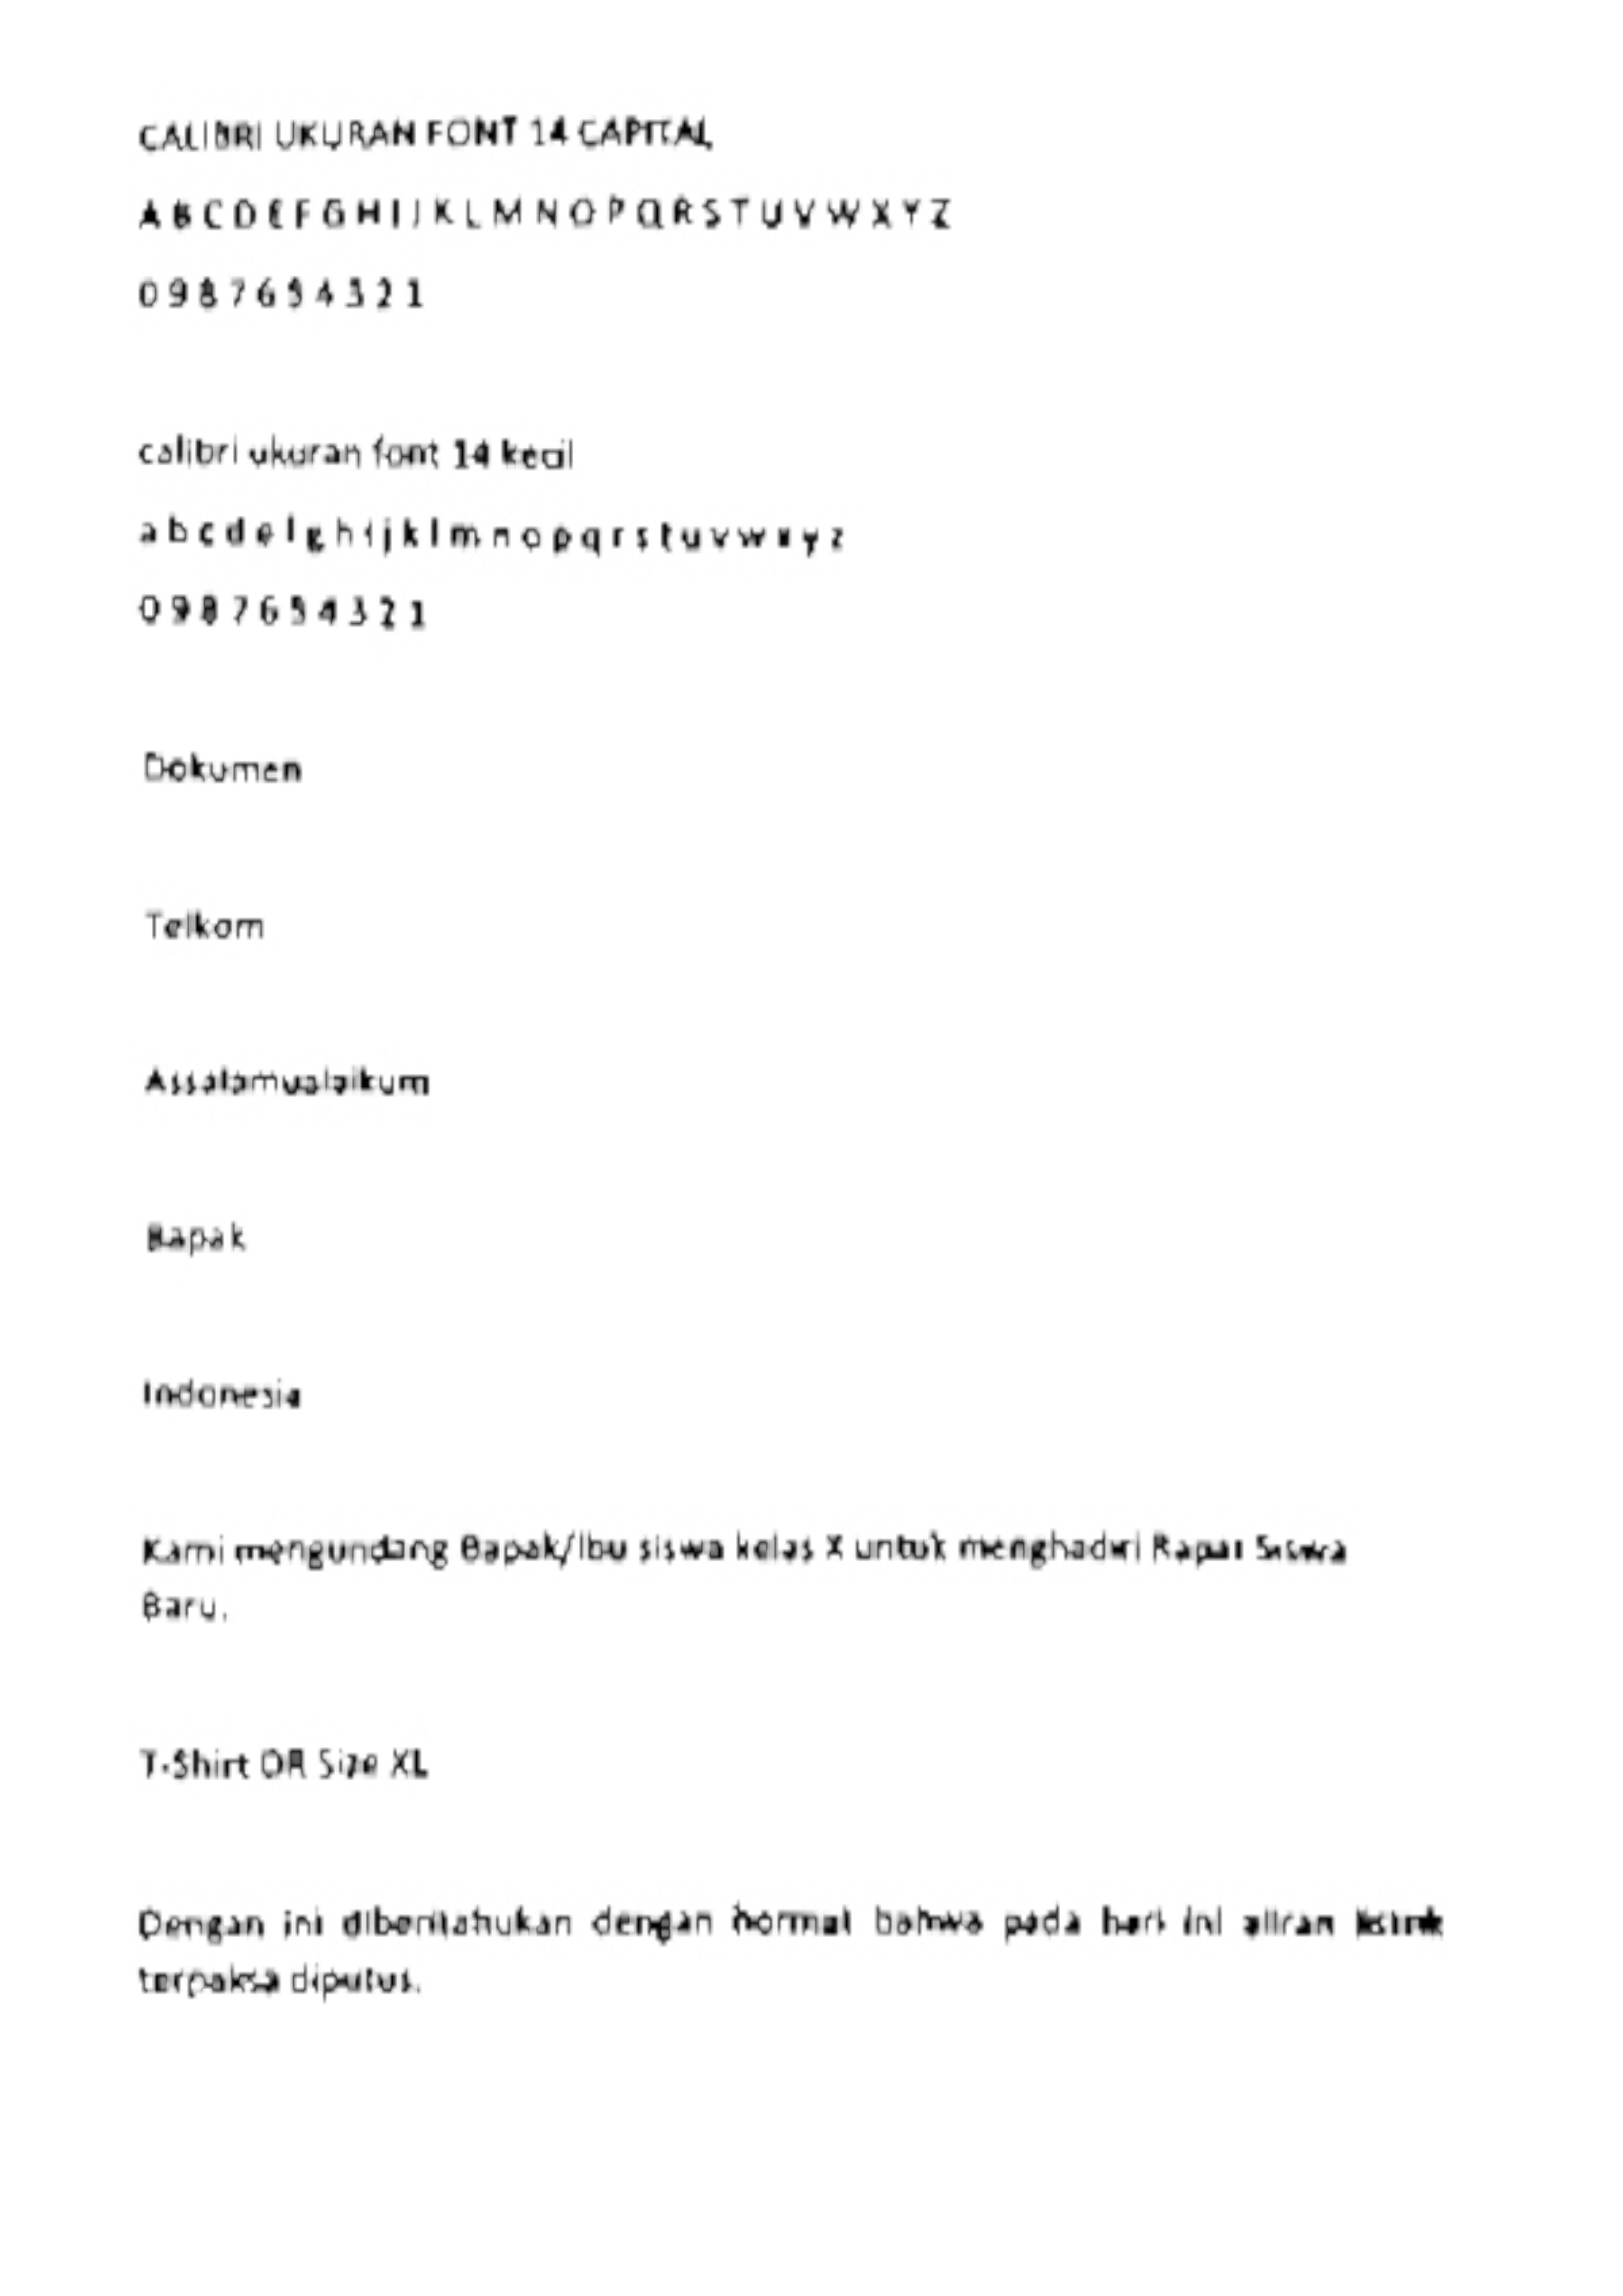 CALIBRI UKURAN FONT 14 CAPITAL
A B C D E F G H I J K L M N O P Q R S T U V W X Y Z
0 9 8 7 6 5 4 3 2 1
calibri ukuran font 14 kecil
a b c d e f g h i j k l m n o p q r s t u v w x y z
0 9 8 7 6 5 4 3 2 1
Dokumen
Telkom
Assalamualaikum
Bapak
Indonesia
Kami mengundang Bapak/Ibu siswa kelas X untuk menghadiri Rapat Siswa
Baru.
T-Shirt OR Size XL
Dengan ini diberitahukan dengan hormat bahwa pada hari ini aliran listrik
terpaksa diputus.